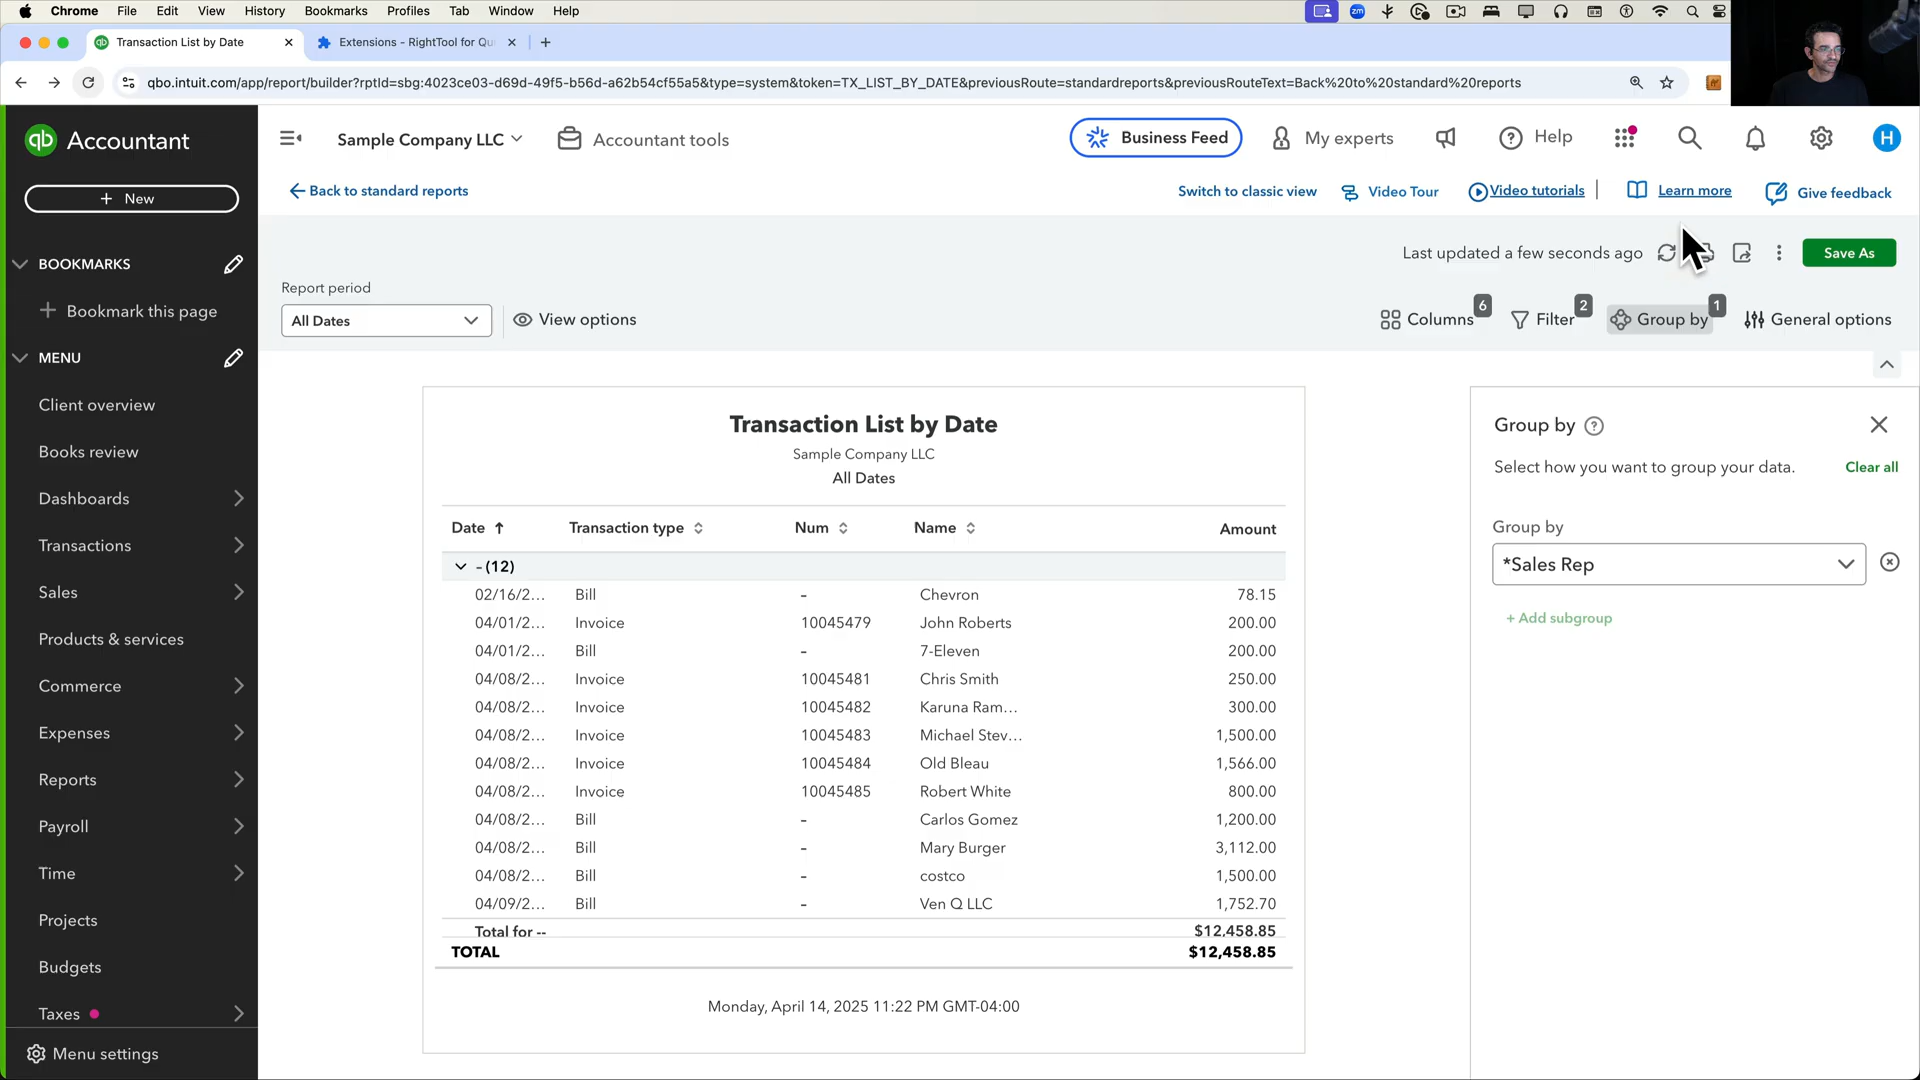 Chrome File Edit View History Bookmarks Profiles Tab Window Help
zm
Transaction List by Date
Extensions - RightTool for Qu
qbo.intuit.com/app/report/builder?rptId=sbg:4023ce03-d69d-49f5-b56d-a62b54cf55a5&type=system&token=TX_LIST_BY_DATE&previousRoute=standardreports&previousRouteText=Back%20to%20standard%20reports
qb Accountant
Sample Company LLC
Accountant tools
Business Feed
My experts
Help
H
+ New
Back to standard reports
Switch to classic view
Video Tour
Video tutorials
Learn more
Give feedback
BOOKMARKS
Bookmark this page
MENU
Client overview
Books review
Dashboards
Transactions
Sales
Products & services
Commerce
Expenses
Reports
Payroll
Time
Projects
Budgets
Taxes
Menu settings
Last updated a few seconds ago
Save As
Report period
All Dates
View options
Columns 6
Filter 2
Group by 1
General options
Transaction List by Date
Sample Company LLC
All Dates
Date Transaction type Num Name Amount
- (12)
02/16/2... Bill - Chevron 78.15
04/01/2... Invoice 10045479 John Roberts 200.00
04/01/2... Bill - 7-Eleven 200.00
04/08/2... Invoice 10045481 Chris Smith 250.00
04/08/2... Invoice 10045482 Karuna Ram... 300.00
04/08/2... Invoice 10045483 Michael Stev... 1,500.00
04/08/2... Invoice 10045484 Old Bleau 1,566.00
04/08/2... Invoice 10045485 Robert White 800.00
04/08/2... Bill - Carlos Gomez 1,200.00
04/08/2... Bill - Mary Burger 3,112.00
04/08/2... Bill - costco 1,500.00
04/09/2... Bill - Ven Q LLC 1,752.70
Total for -- $12,458.85
TOTAL $12,458.85
Monday, April 14, 2025 11:22 PM GMT-04:00
Group by
Select how you want to group your data.
Clear all
Group by
*Sales Rep
+ Add subgroup